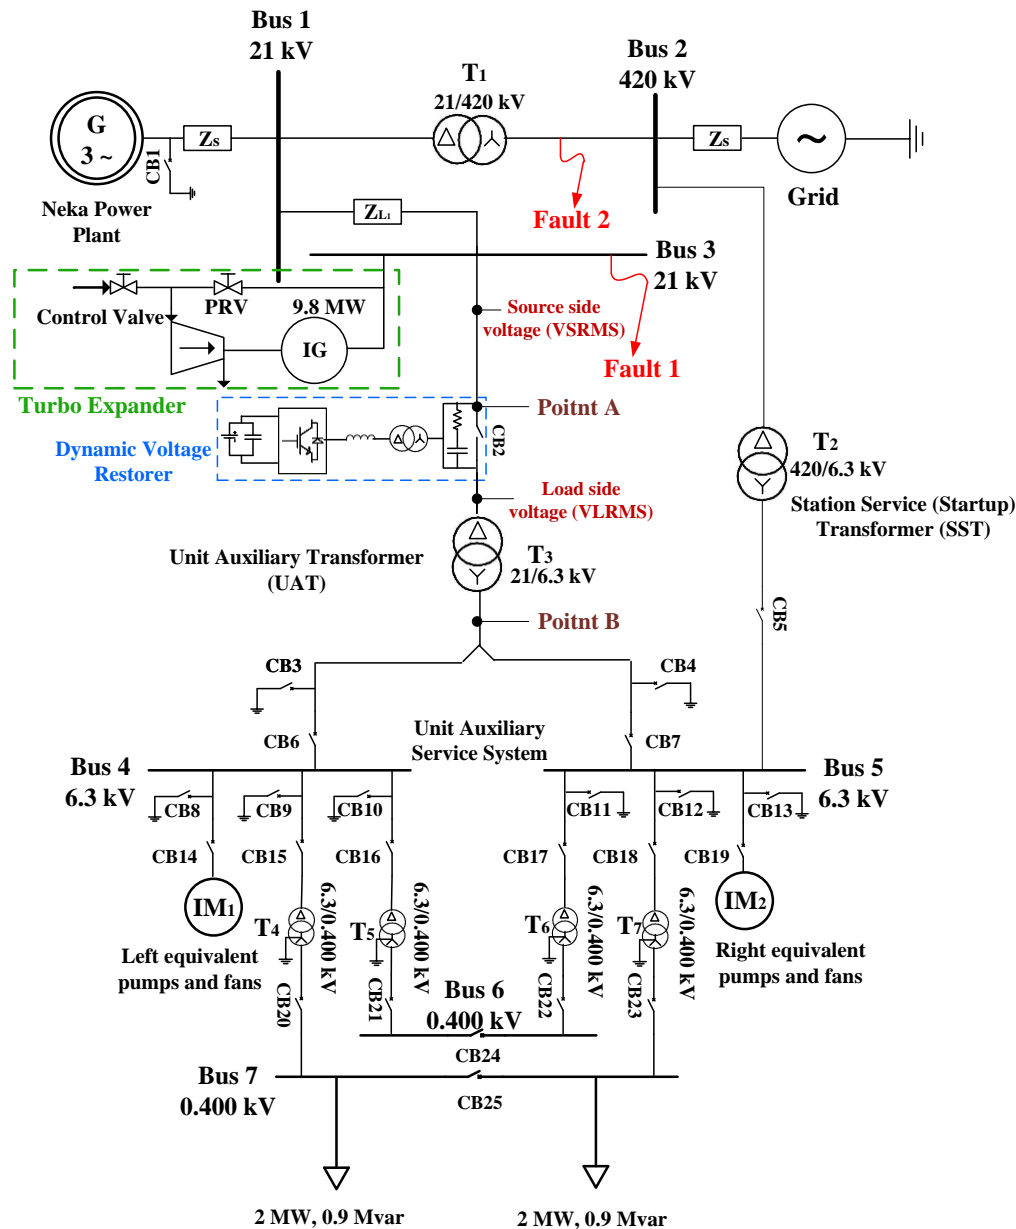 Bus 1
21 kV
Bus 2
420 kV
T1
21/420 kV
G
3 ~
Zs
CB1
Zs
~
Grid
Neka Power
Plant
ZL1
Fault 2
Bus 3
21 kV
Control Valve
PRV
9.8 MW
IG
Turbo Expander
Source side
voltage (VSRMS)
Fault 1
Poitnt A
Dynamic Voltage
Restorer
CB2
Load side
voltage (VLRMS)
T2
420/6.3 kV
Station Service (Startup)
Transformer (SST)
Unit Auxiliary Transformer
(UAT)
T3
21/6.3 kV
CB5
Poitnt B
CB3
CB4
CB6
Unit Auxiliary
Service System
CB7
Bus 4
6.3 kV
Bus 5
6.3 kV
CB8
CB9
CB10
CB11
CB12
CB13
CB14
CB15
CB16
CB17
CB18
CB19
IM1
T4
6.3/0.400 kV
T5
6.3/0.400 kV
T6
6.3/0.400 kV
T7
6.3/0.400 kV
IM2
Left equivalent
pumps and fans
Right equivalent
pumps and fans
CB20
CB21
Bus 6
0.400 kV
CB22
CB23
CB24
Bus 7
0.400 kV
CB25
2 MW, 0.9 Mvar
2 MW, 0.9 Mvar